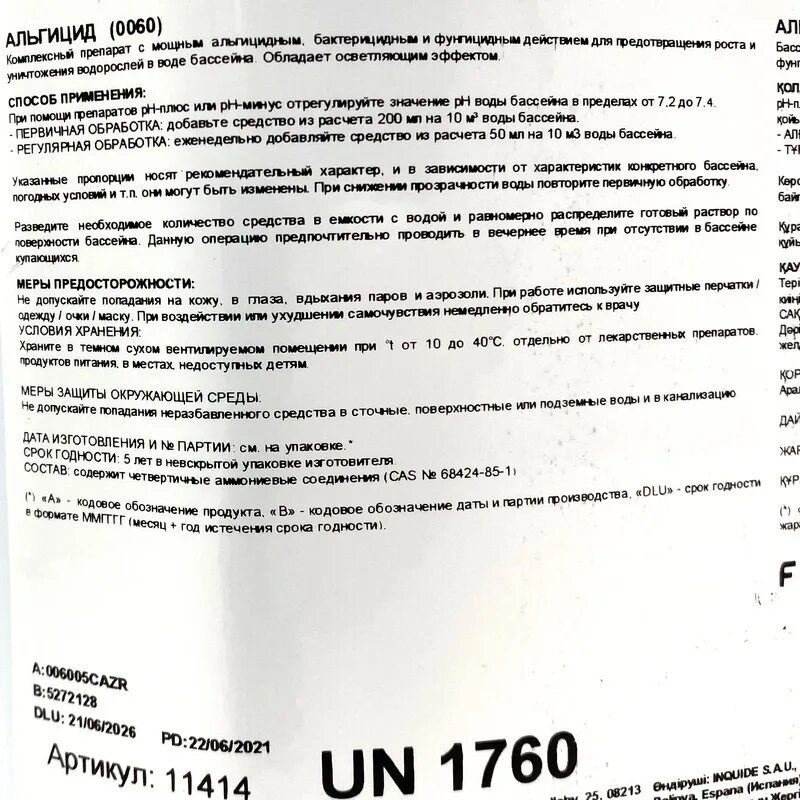 АЛЬГИЦИД (0060)
Комплексный препарат с мощным альгицидным, бактерицидным и фунгицидным действием для предотвращения роста и
уничтожения водорослей в воде бассейна. Обладает осветляющим эффектом.
СПОСОБ ПРИМЕНЕНИЯ:
При помощи препаратов pH-плюс или pH-минус отрегулируйте значение pH воды бассейна в пределах от 7.2 до 7.4.
- ПЕРВИЧНАЯ ОБРАБОТКА: добавьте средство из расчета 200 мл на 10 м³ воды бассейна.
- РЕГУЛЯРНАЯ ОБРАБОТКА: еженедельно добавляйте средство из расчета 50 мл на 10 м3 воды бассейна.
Указанные пропорции носят рекомендательный характер, и в зависимости от характеристик конкретного бассейна,
погодных условий и т.п. они могут быть изменены. При снижении прозрачности воды повторите первичную обработку.
Разведите необходимое количество средства в емкости с водой и равномерно распределите готовый раствор по
поверхности бассейна. Данную операцию предпочтительно проводить в вечернее время при отсутствии в бассейне
купающихся.
МЕРЫ ПРЕДОСТОРОЖНОСТИ:
Не допускайте попадания на кожу, в глаза, вдыхания паров и аэрозоли. При работе используйте защитные перчатки /
одежду / очки / маску. При воздействии или ухудшении самочувствия немедленно обратитесь к врачу
УСЛОВИЯ ХРАНЕНИЯ:
Храните в темном сухом вентилируемом помещении при °t от 10 до 40°C, отдельно от лекарственных препаратов,
продуктов питания, в местах, недоступных детям.
МЕРЫ ЗАЩИТЫ ОКРУЖАЮЩЕЙ СРЕДЫ:
Не допускайте попадания неразбавленного средства в сточные, поверхностные или подземные воды и в канализацию
ДАТА ИЗГОТОВЛЕНИЯ И № ПАРТИИ: см. на упаковке.*
СРОК ГОДНОСТИ: 5 лет в невскрытой упаковке изготовителя.
СОСТАВ: содержит четвертичные аммониевые соединения (CAS № 68424-85-1)
(*) «А» - кодовое обозначение продукта, «В» - кодовое обозначение даты и партии производства, «DLU» - срок годности
в формате ММ/ГГГГ (месяц + год истечения срока годности).
A:006005CAZR
B:5272128
DLU: 21/06/2026 PD:22/06/2021
Артикул: 11414
UN 1760
25, 08213 Өндіруші: INQUIDE S.A.U.,
Polinya, Espana (Испания)
F